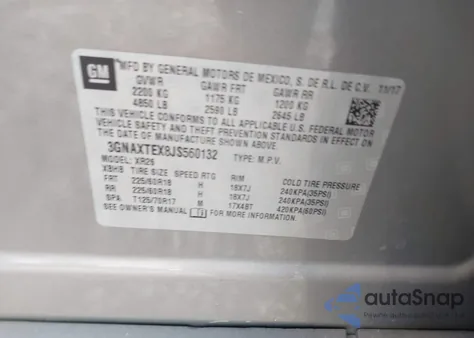 GM
MFD BY GENERAL MOTORS DE MEXICO, S. DE R.L. DE C.V. 11/17
GVWR GAWR FRT GAWR RR
2200 KG 1175 KG 1200 KG
4850 LB 2590 LB 2645 LB
THIS VEHICLE CONFORMS TO ALL APPLICABLE U.S. FEDERAL MOTOR
VEHICLE SAFETY, BUMPER, AND THEFT PREVENTION STANDARDS IN EFFECT ON
THE DATE OF MANUFACTURE SHOWN ABOVE.
3GNAXTEX8JS560132 TYPE: M.P.V.
MODEL: XR26
XBHB TIRE SIZE SPEED RTG RIM COLD TIRE PRESSURE
FRT 225/60R18 H 18X7J 240KPA(35PSI)
RR 225/60R18 H 18X7J 240KPA(35PSI)
SPA T125/70R17 M 17X4BT 420KPA(60PSI)
SEE OWNER'S MANUAL FOR MORE INFORMATION.
autoSnap